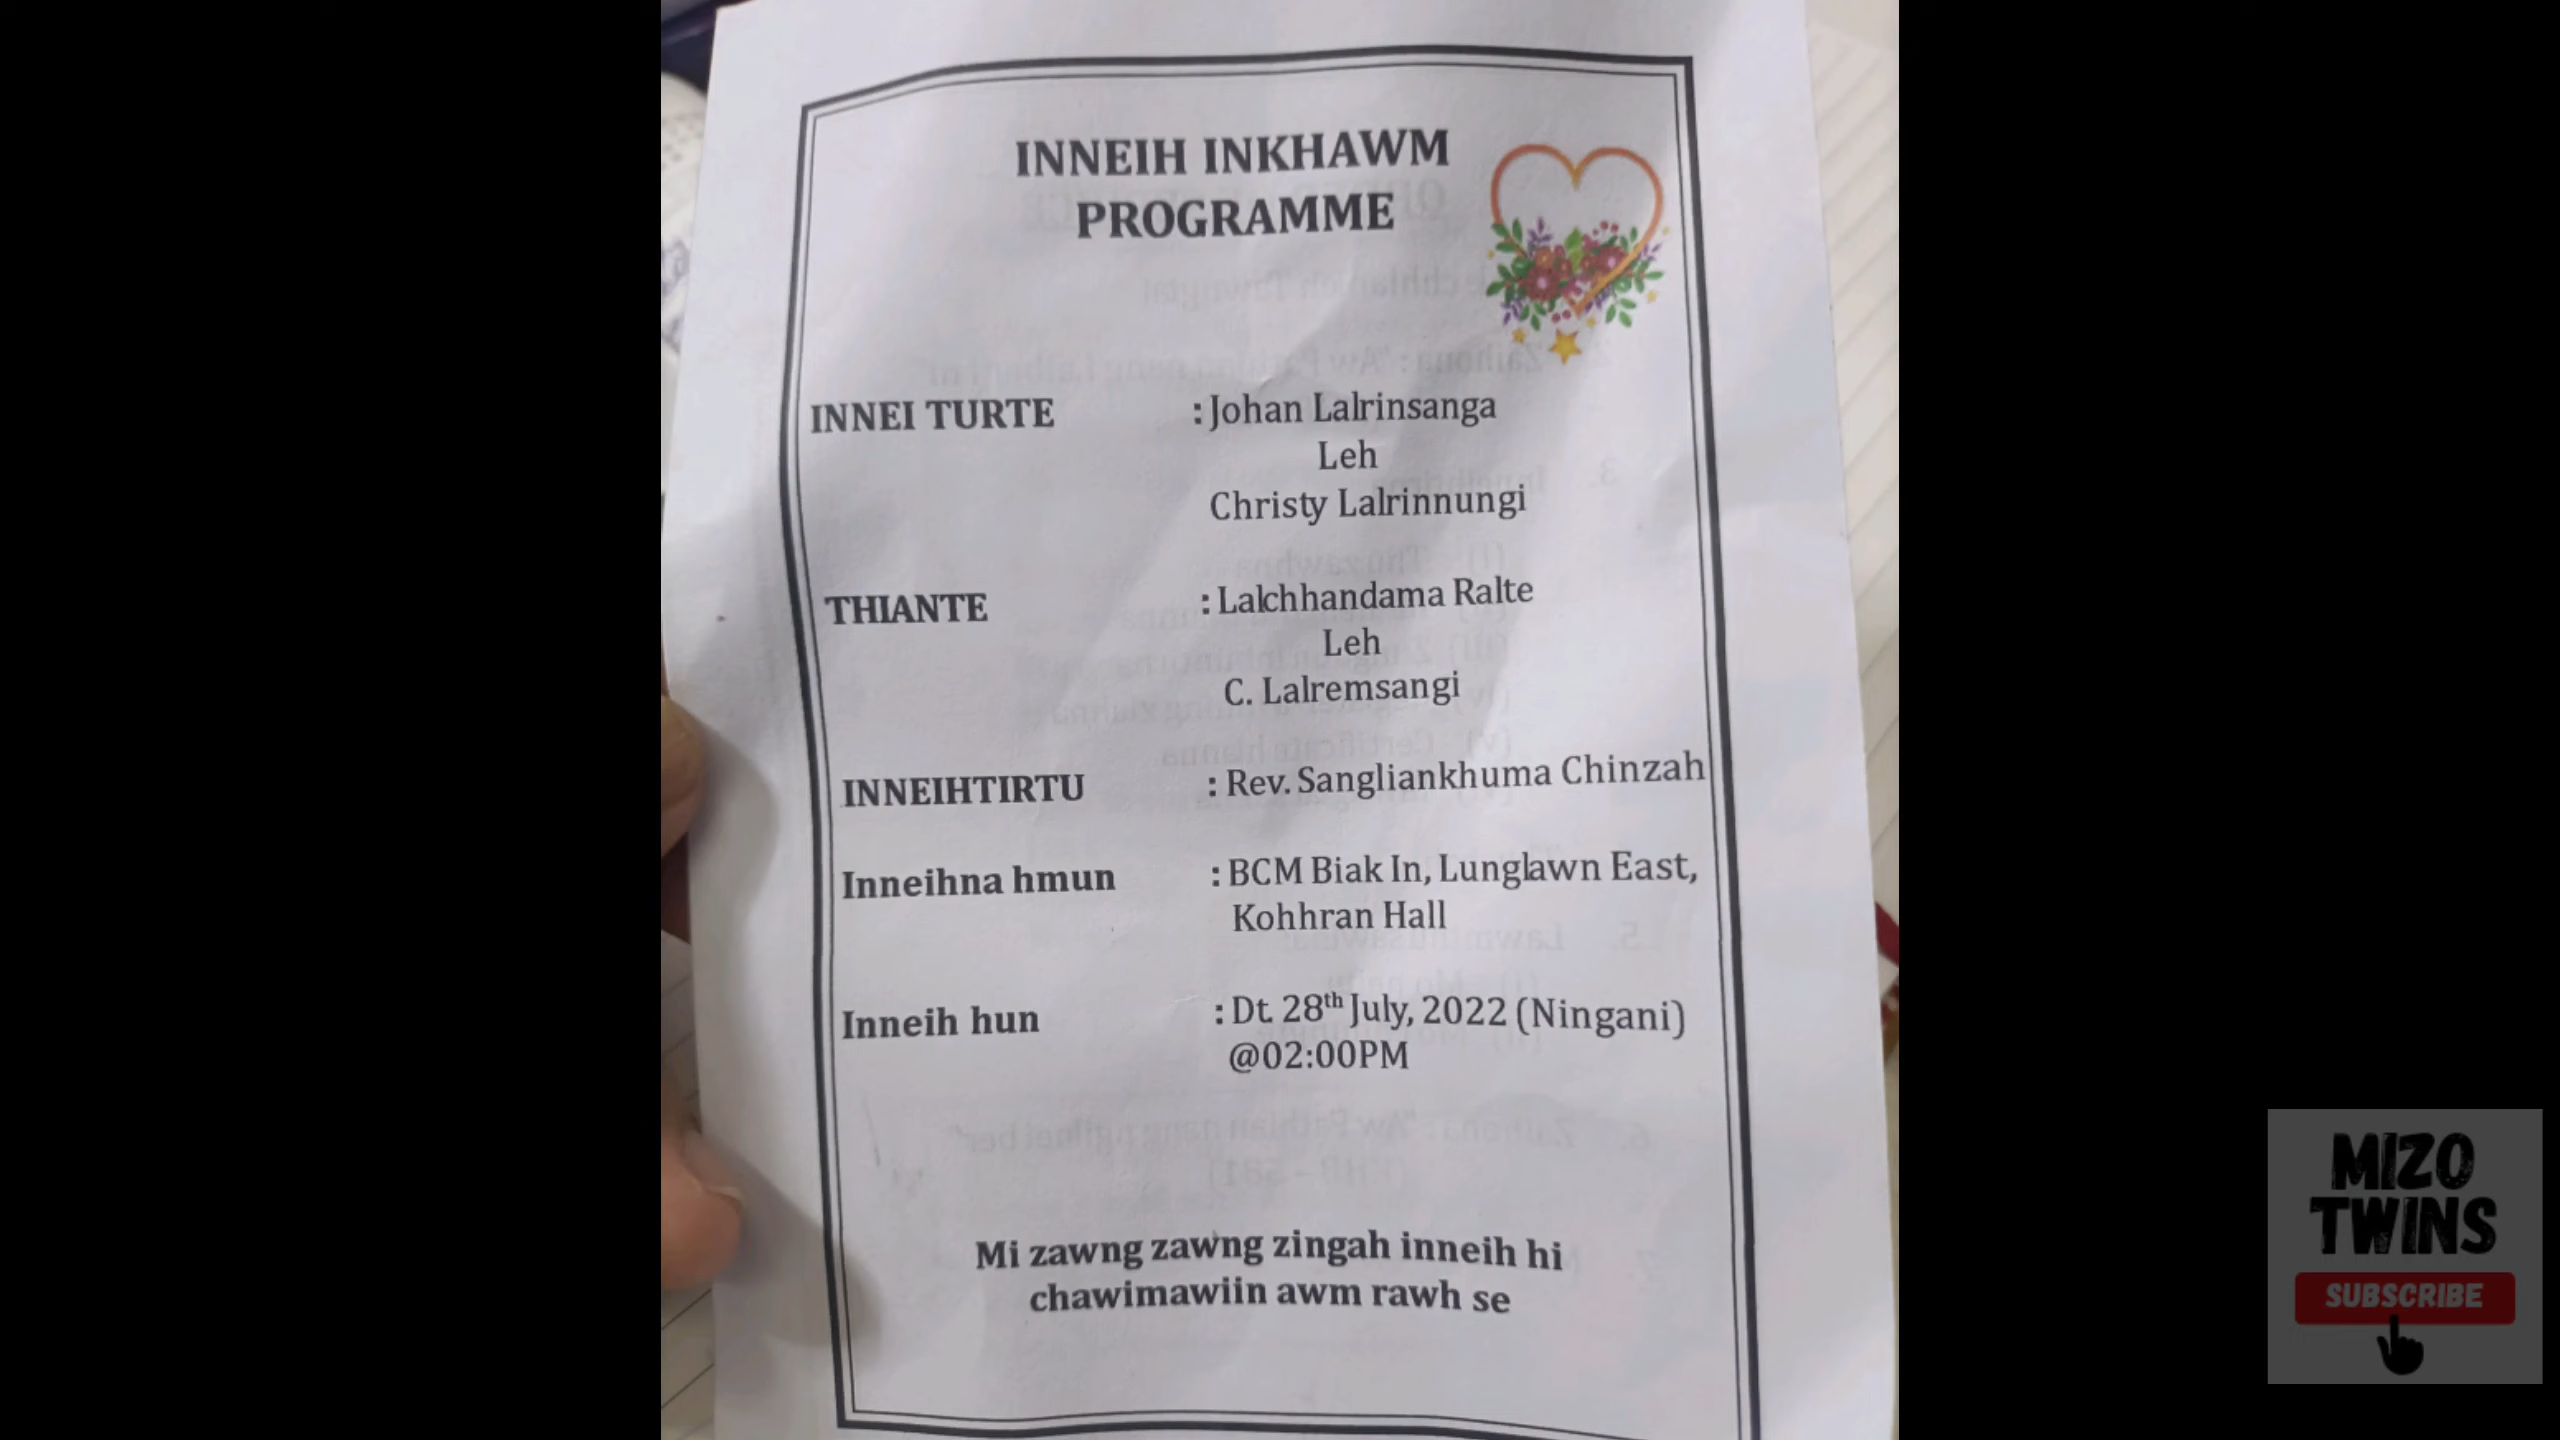 INNEIH INKHAWM
PROGRAMME
INNEI TURTE : Johan Lalrinsanga
Leh
Christy Lalrinnungi
THIANTE : Lalchhandama Ralte
Leh
C. Lalremsangi
INNEIHTIRTU : Rev. Sangliankhuma Chinzah
Inneihna hmun : BCM Biak In, Lunglawn East,
Kohhran Hall
Inneih hun : Dt. 28th July, 2022 (Ningani)
@02:00PM
Mi zawng zawng zingah inneih hi
chawimawiin awm rawh se
MIZO
TWINS
SUBSCRIBE